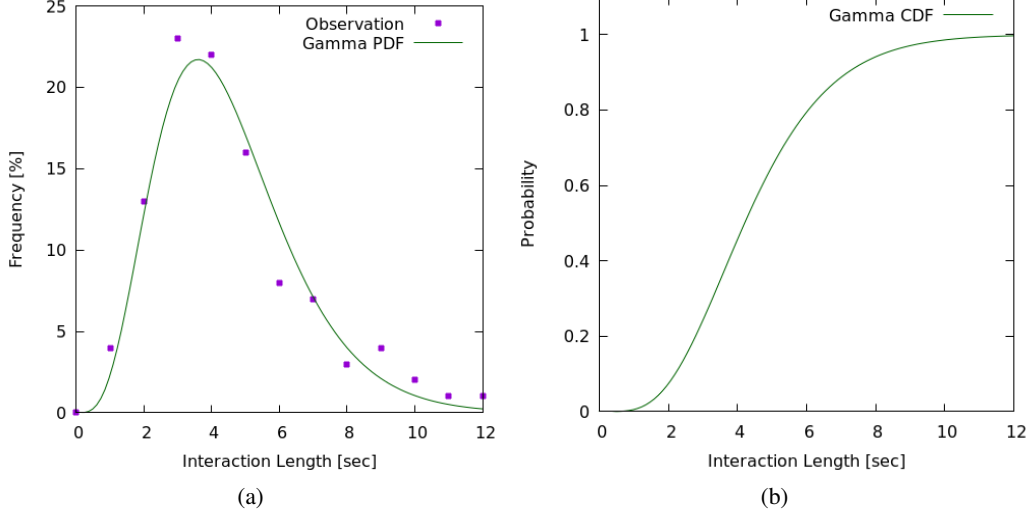 Observation
Gamma PDF
25
20
15
10
5
0
Frequency [%]
0 2 4 6 8 10 12
Interaction Length [sec]
(a)
Gamma CDF
1
0.8
0.6
0.4
0.2
0
Probability
0 2 4 6 8 10 12
Interaction Length [sec]
(b)